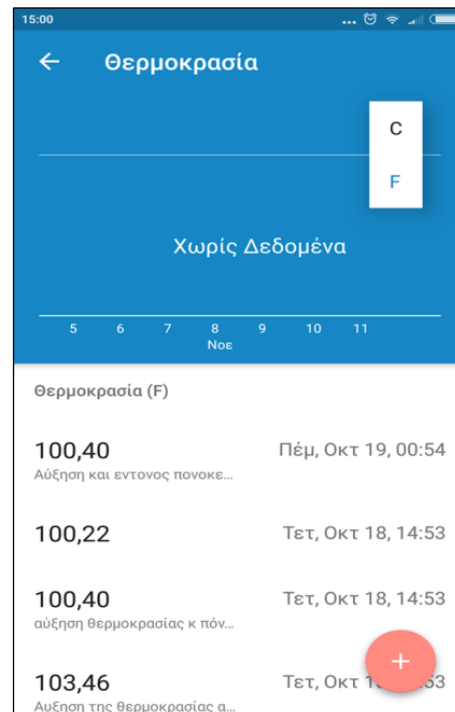 15:00
Θερμοκρασία
C
F
Χωρίς Δεδομένα
5 6 7 8 9 10 11
Νοε
Θερμοκρασία (F)
100,40 Πέμ, Οκτ 19, 00:54
Αύξηση και εντονος πονοκε...
100,22 Τετ, Οκτ 18, 14:53
100,40 Τετ, Οκτ 18, 14:53
αύξηση θερμοκρασίας κ πόν...
103,46 Τετ, Οκτ
Αυξηση της θερμοκρασίας α...